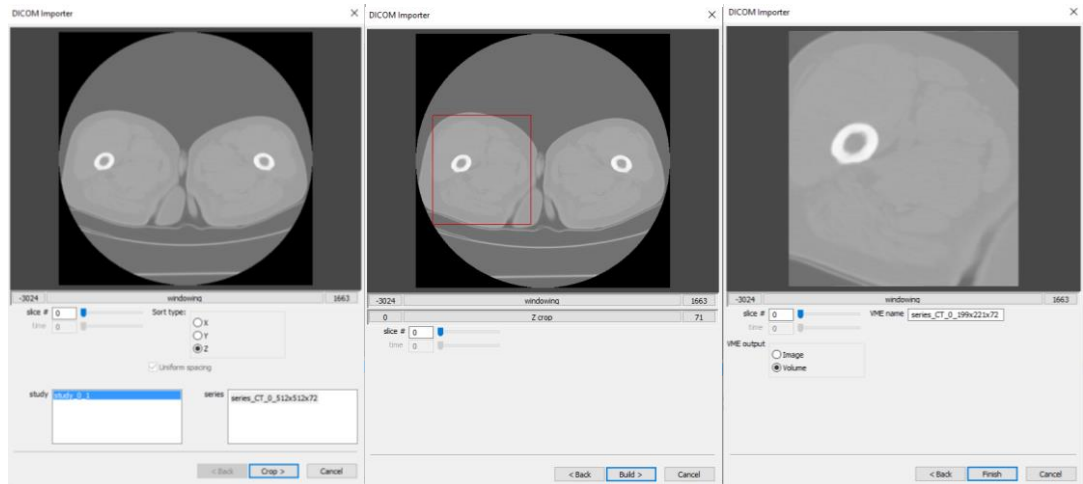 DICOM Importer
-3024 windowing 1663
slice # 0
time 0
Sort type:
X
Y
Z
Uniform spacing
study study_0_1
series series_CT_0_512x512x72
< Back Crop > Cancel
DICOM Importer
-3024 windowing 1663
0 Z crop 71
slice # 0
time 0
< Back Build > Cancel
DICOM Importer
-3024 windowing 1663
slice # 0
time 0
VME name series_CT_0_199x221x72
VME output
Image
Volume
< Back Finish Cancel